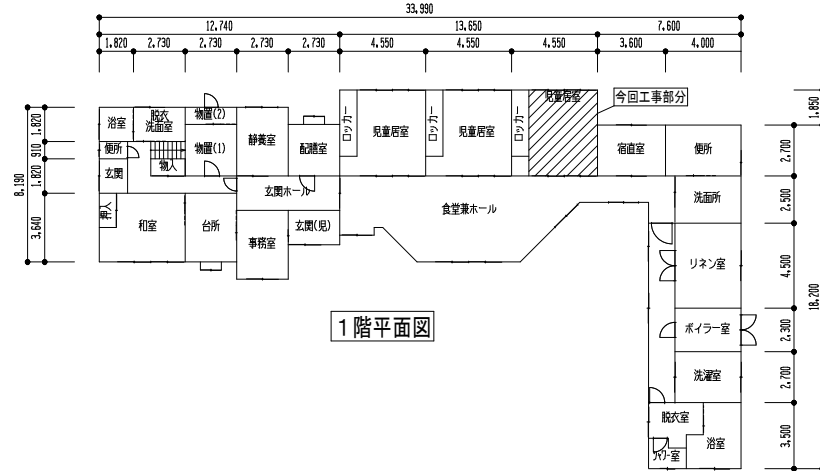 33.990
12.740
13.650
7.600
1.820
2.730
2.730
2.730
2.730
4.550
4.550
4.550
3.600
4.000
8.190
1.820
910
1.820
3.640
浴室
脱衣
洗面室
物置(2)
便所
物入
物置(1)
静養室
配膳室
ロッカー
児童居室
ロッカー
児童居室
ロッカー
児童居室
今回工事部分
宿直室
便所
玄関
玄関ホール
押入
和室
台所
事務室
玄関(児)
食堂兼ホール
洗面所
リネン室
ボイラー室
洗濯室
脱衣室
浴室
1階平面図
1.850
2.700
2.500
4.500
2.300
2.700
3.500
18.200